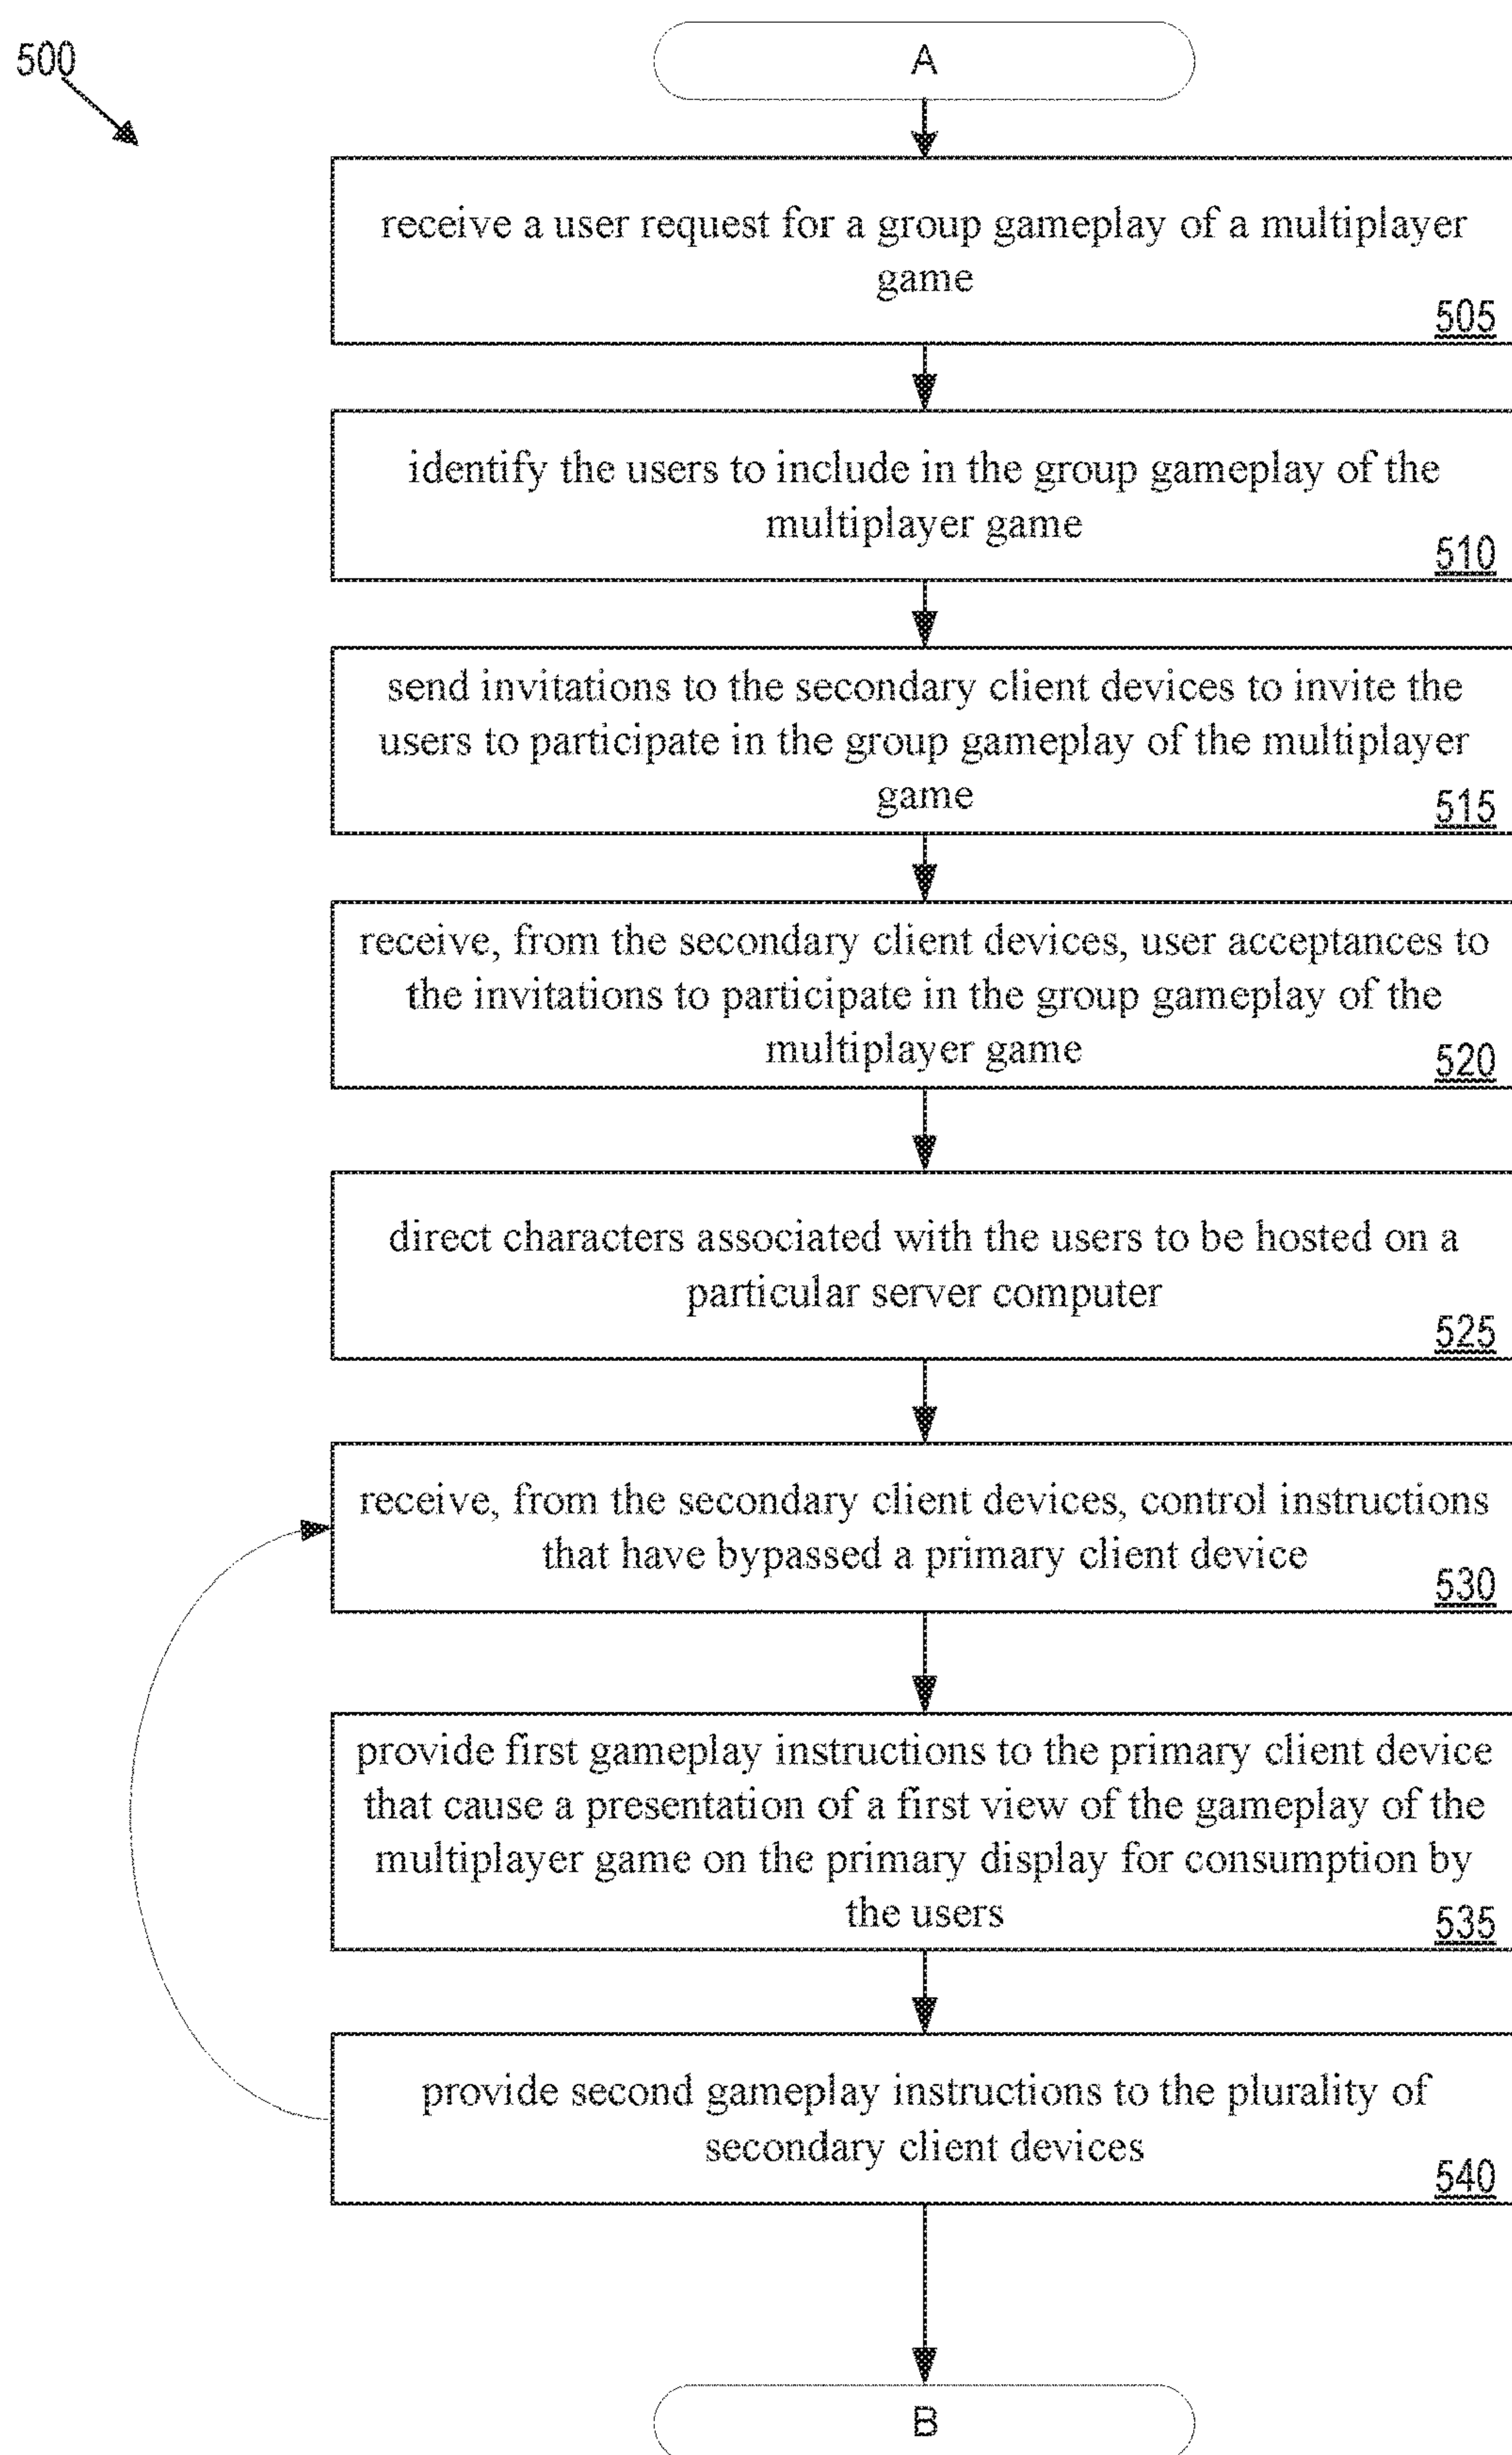 500
A
receive a user request for a group gameplay of a multiplayer
game
505
identify the users to include in the group gameplay of the
multiplayer game
510
send invitations to the secondary client devices to invite the
users to participate in the group gameplay of the multiplayer
game
515
receive, from the secondary client devices, user acceptances to
the invitations to participate in the group gameplay of the
multiplayer game
520
direct characters associated with the users to be hosted on a
particular server computer
525
receive, from the secondary client devices, control instructions
that have bypassed a primary client device
530
provide first gameplay instructions to the primary client device
that cause a presentation of a first view of the gameplay of the
multiplayer game on the primary display for consumption by
the users
535
provide second gameplay instructions to the plurality of
secondary client devices
540
B